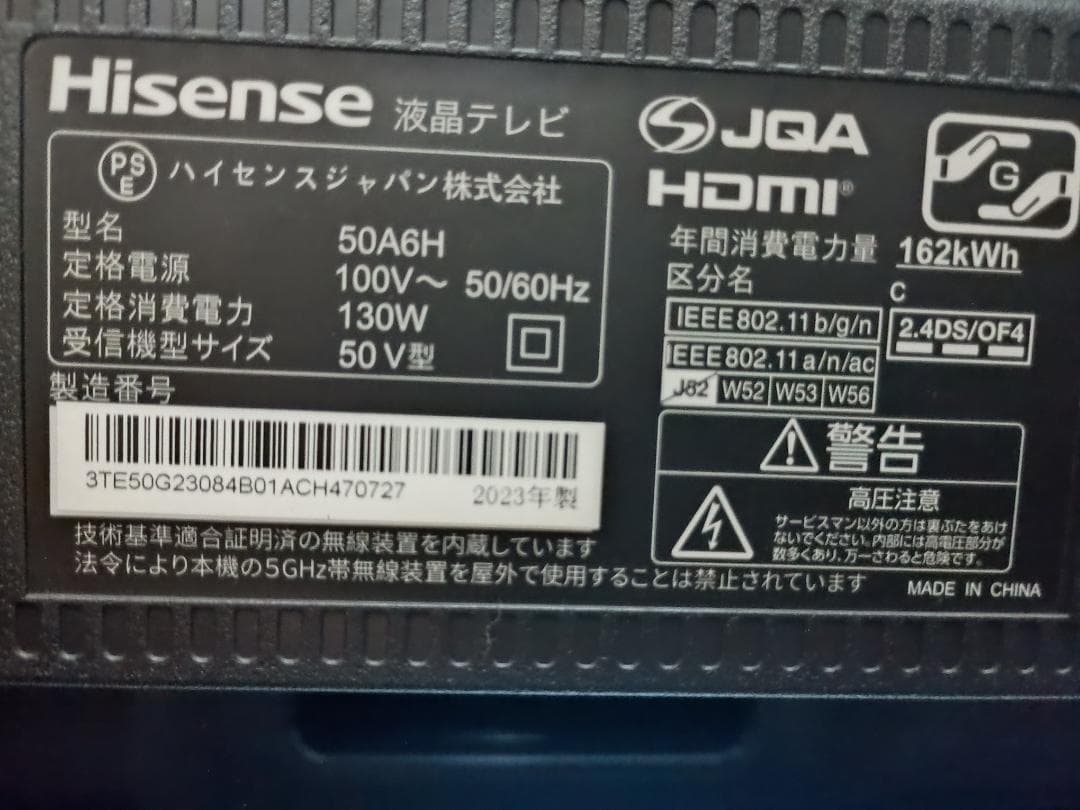 Hisense 液晶テレビ
PSE ハイセンスジャパン株式会社
型名 50A6H
定格電源 100V～ 50/60Hz
定格消費電力 130W
受信機型サイズ 50V型
製造番号
3TE50G23084B01ACH470727 2023年製
技術基準適合証明済の無線装置を内蔵しています
法令により本機の5GHz帯無線装置を屋外で使用することは禁止されています
JQA
HDMI®
G
年間消費電力量 162kWh
区分名 C
IEEE802.11b/g/n
2.4DS/OF4
IEEE802.11a/n/ac
J52 W52 W53 W56
警告
高圧注意
サービスマン以外の方は裏ぶたをあけ
ないでください。内部には高電圧部分が
数多くあり、万一さわると危険です。
MADE IN CHINA